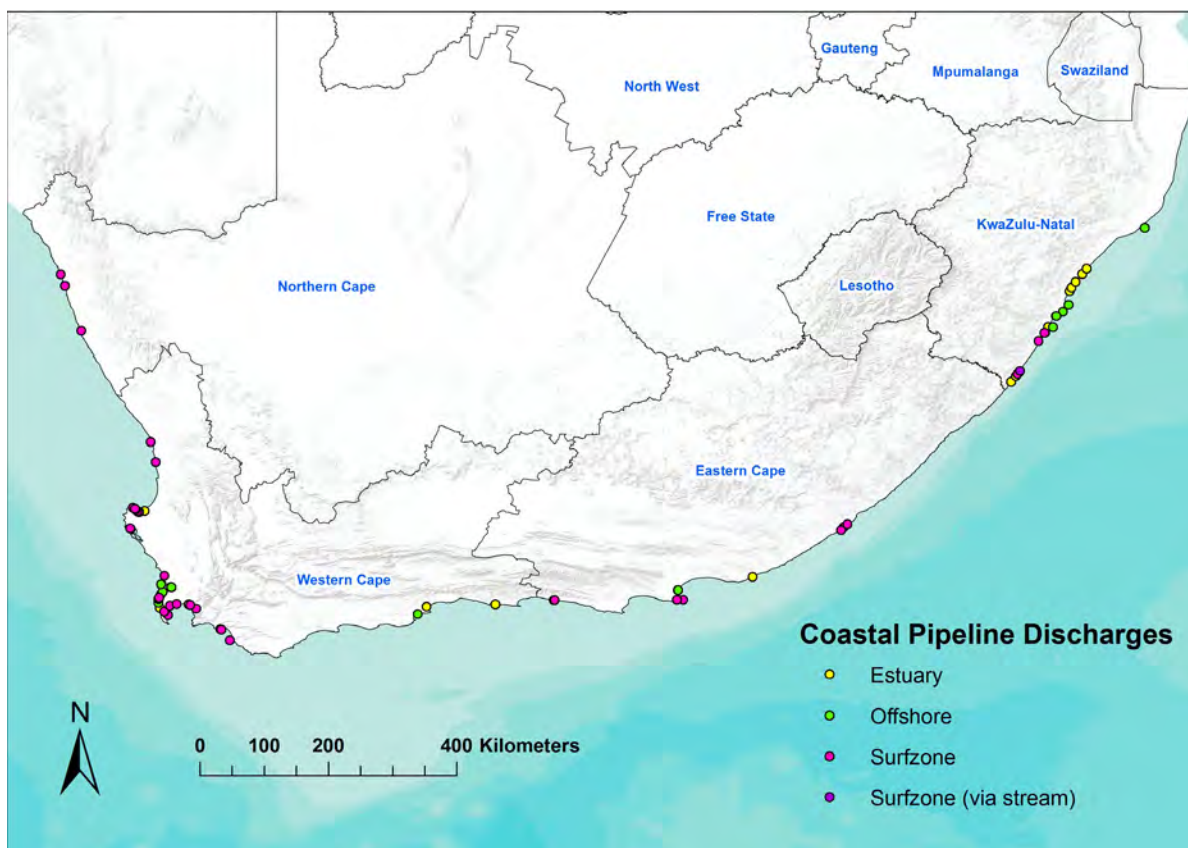 Gauteng
Mpumalanga
Swaziland
North West
Free State
KwaZulu-Natal
Northern Cape
Lesotho
Eastern Cape
Western Cape
Coastal Pipeline Discharges
Estuary
Offshore
Surfzone
Surfzone (via stream)
N
0 100 200 400 Kilometers